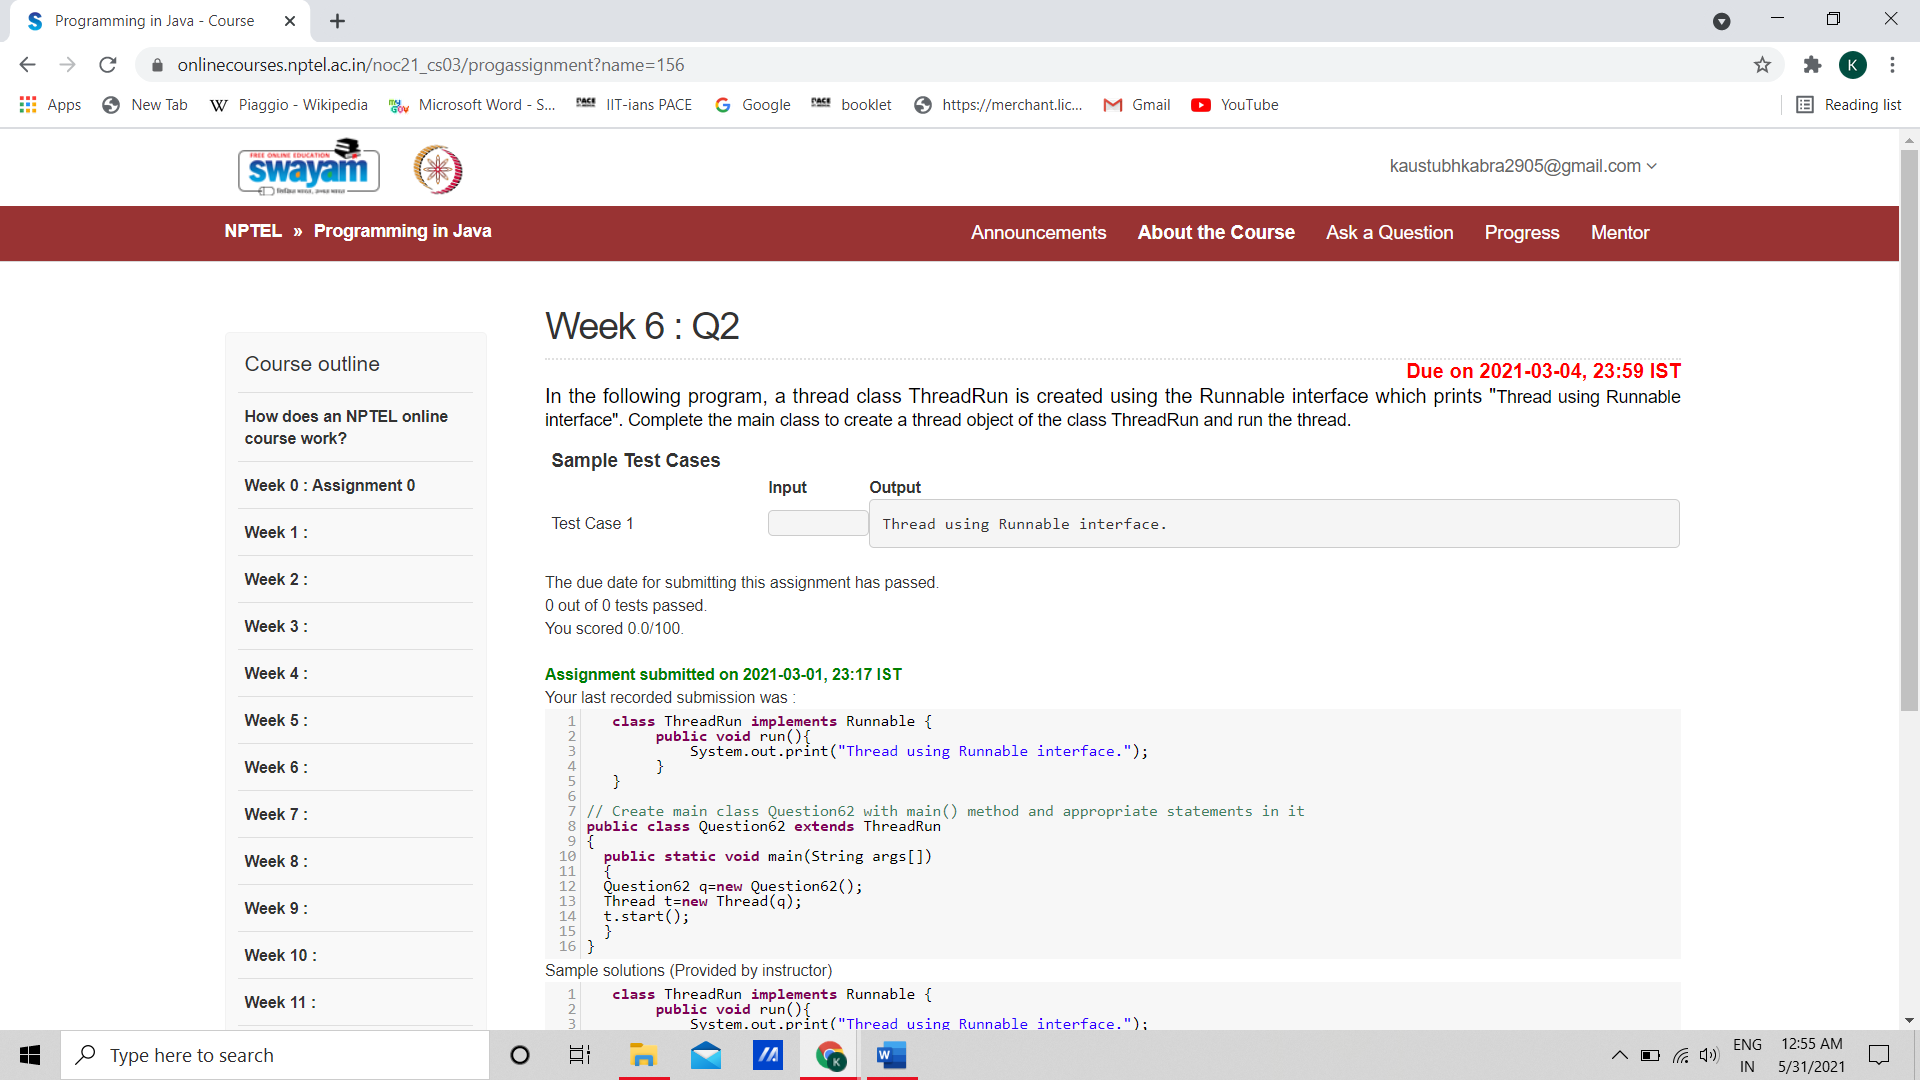 Programming in Java - Course
onlinecourses.nptel.ac.in/noc21_cs03/progassignment?name=156
K
Apps
New Tab
W
Piaggio - Wikipedia
Microsoft Word - S...
PACE
IIT-ians PACE
G
Google
PACE
booklet
https://merchant.lic...
Gmail
YouTube
Reading list
FREE ONLINE EDUCATION
swayam
kaustubhkabra2905@gmail.com
NPTEL » Programming in Java
Announcements
About the Course
Ask a Question
Progress
Mentor
Course outline
How does an NPTEL online
course work?
Week 0 : Assignment 0
Week 1 :
Week 2 :
Week 3 :
Week 4 :
Week 5 :
Week 6 :
Week 7 :
Week 8 :
Week 9 :
Week 10 :
Week 11 :
Week 6 : Q2
Due on 2021-03-04, 23:59 IST
In the following program, a thread class ThreadRun is created using the Runnable interface which prints "Thread using Runnable
interface". Complete the main class to create a thread object of the class ThreadRun and run the thread.
Sample Test Cases
Input
Output
Test Case 1
Thread using Runnable interface.
The due date for submitting this assignment has passed.
0 out of 0 tests passed.
You scored 0.0/100.
Assignment submitted on 2021-03-01, 23:17 IST
Your last recorded submission was :
1 class ThreadRun implements Runnable {
2 public void run(){
3 System.out.print("Thread using Runnable interface.");
4 }
5 }
6
7 // Create main class Question62 with main() method and appropriate statements in it
8 public class Question62 extends ThreadRun
9 {
10 public static void main(String args[])
11 {
12 Question62 q=new Question62();
13 Thread t=new Thread(q);
14 t.start();
15 }
16 }
Sample solutions (Provided by instructor)
1 class ThreadRun implements Runnable {
2 public void run(){
3 System.out.print("Thread using Runnable interface.");
Type here to search
K
W
ENG
IN
12:55 AM
5/31/2021